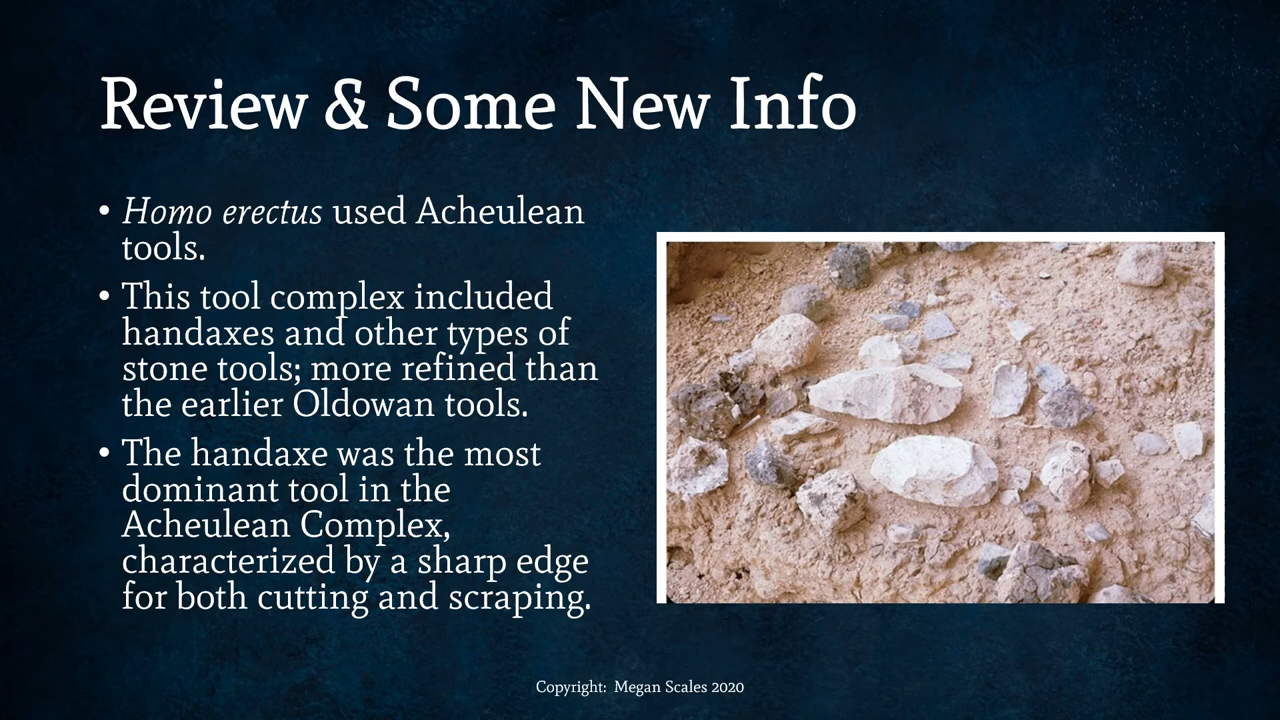 Review & Some New Info
• Homo erectus used Acheulean
tools.
• This tool complex included
handaxes and other types of
stone tools; more refined than
the earlier Oldowan tools.
• The handaxe was the most
dominant tool in the
Acheulean Complex,
characterized by a sharp edge
for both cutting and scraping.
Copyright: Megan Scales 2020